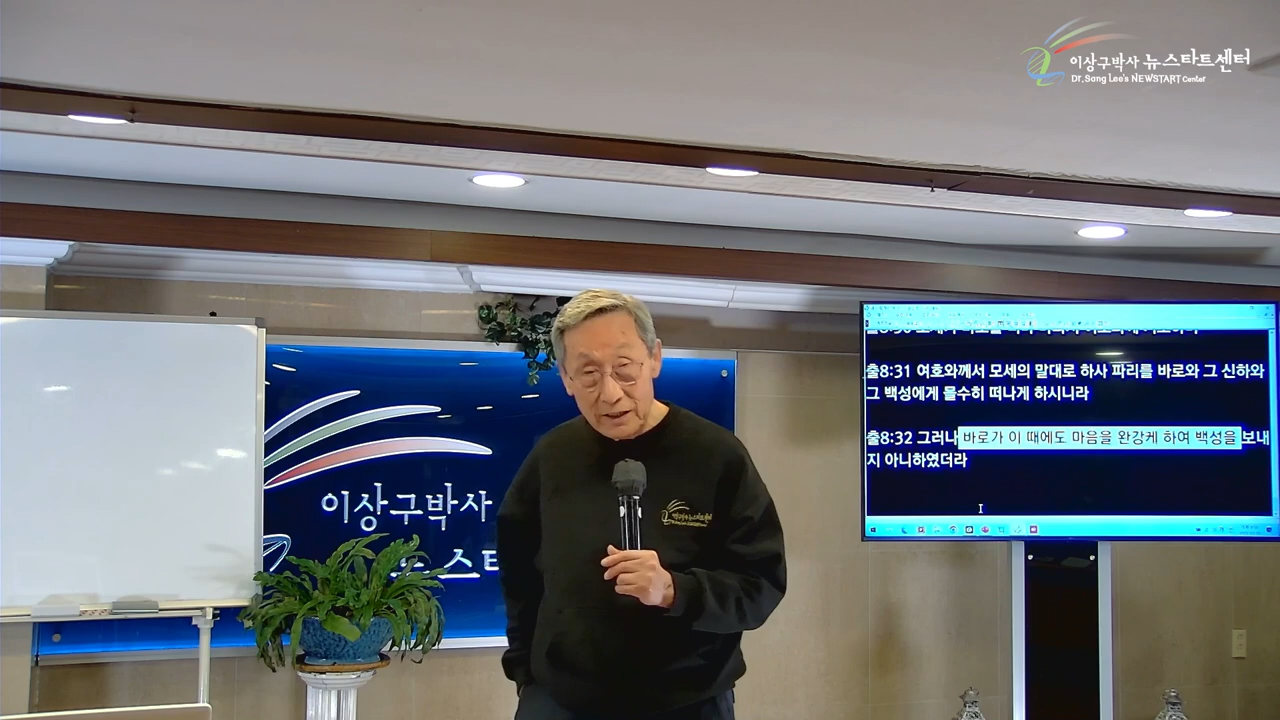 이상구박사 뉴스타트센터
Dr. Sang Lee's NEWSTART Center
출8:31 여호와께서 모세의 말대로 하사 파리를 바로와 그 신하와
그 백성에게 몰수히 떠나게 하시니라
출8:32 그러나 바로가 이 때에도 마음을 완강케 하여 백성을 보내
지 아니하였더라
이상구박사
스타